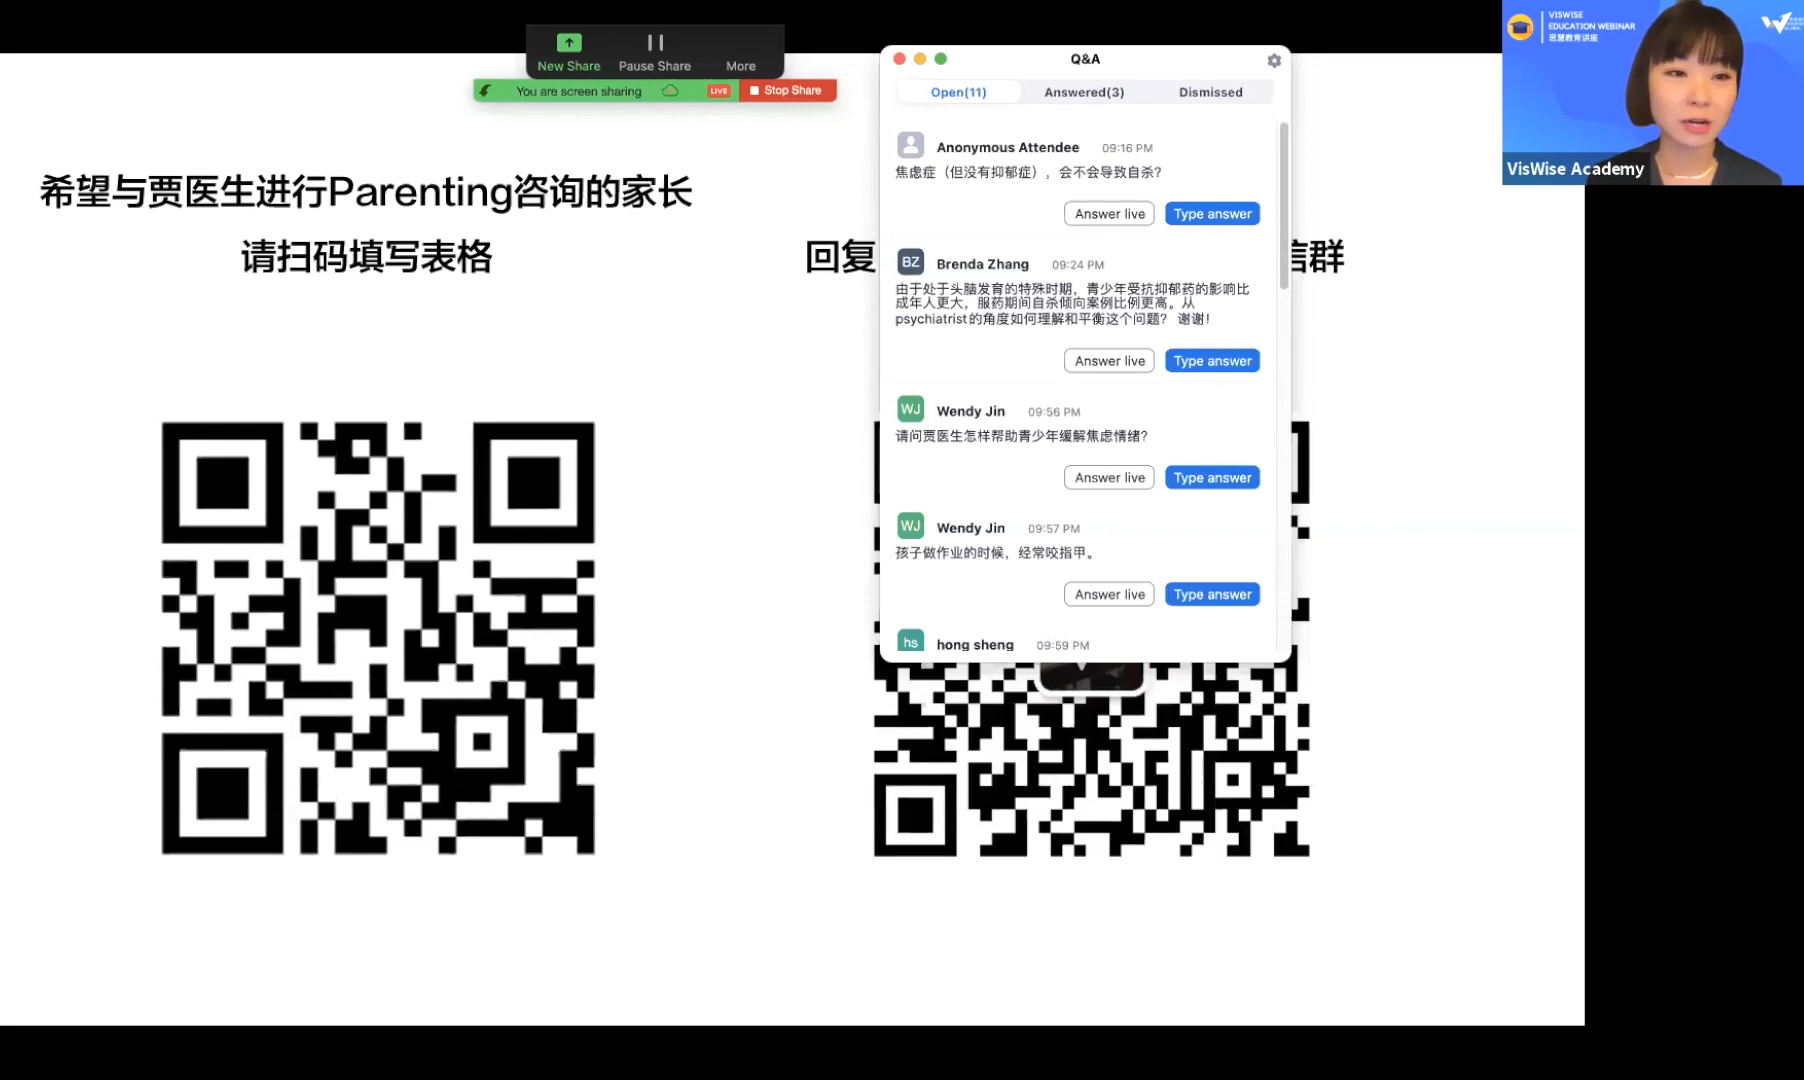 New Share
Pause Share
More
You are screen sharing
LIVE
Stop Share
希望与贾医生进行Parenting咨询的家长
请扫码填写表格
回复
信群
Q&A
Open(11)
Answered(3)
Dismissed
Anonymous Attendee 09:16 PM
焦虑症（但没有抑郁症），会不会导致自杀？
Answer live
Type answer
BZ
Brenda Zhang 09:24 PM
由于处于头脑发育的特殊时期，青少年受抗抑郁药的影响比
成年人更大，服药期间自杀倾向案例比例更高。从
psychiatrist的角度如何理解和平衡这个问题？ 谢谢！
Answer live
Type answer
WJ
Wendy Jin 09:56 PM
请问贾医生怎样帮助青少年缓解焦虑情绪？
Answer live
Type answer
WJ
Wendy Jin 09:57 PM
孩子做作业的时候，经常咬指甲。
Answer live
Type answer
hs
hong sheng 09:59 PM
VISWISE
EDUCATION WEBINAR
思慧教育讲座
VisWise Academy